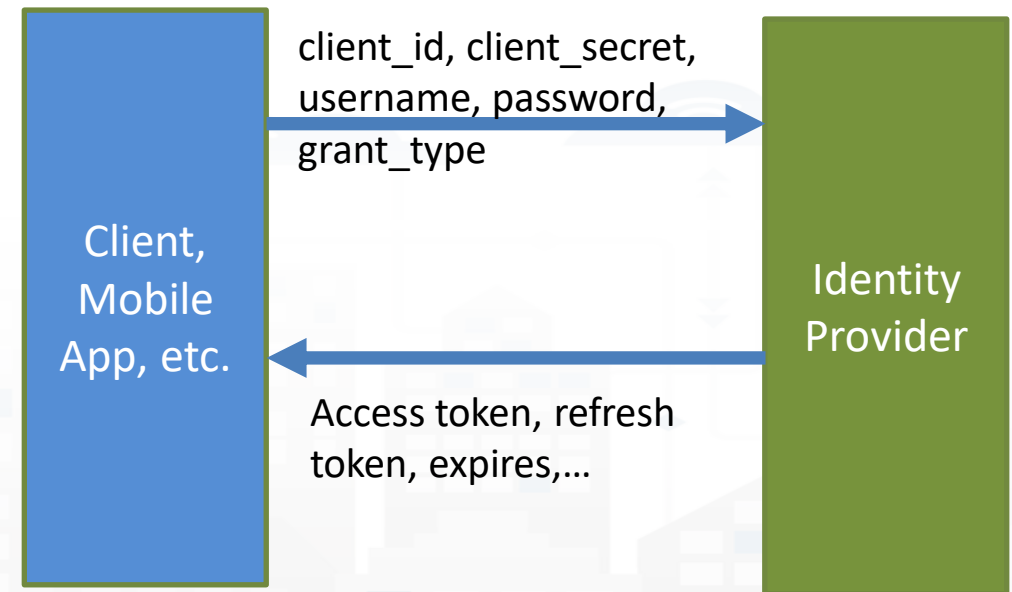 client_id, client_secret,
username, password,
grant_type
Client,
Mobile
App, etc.
Identity
Provider
Access token, refresh
token, expires,…